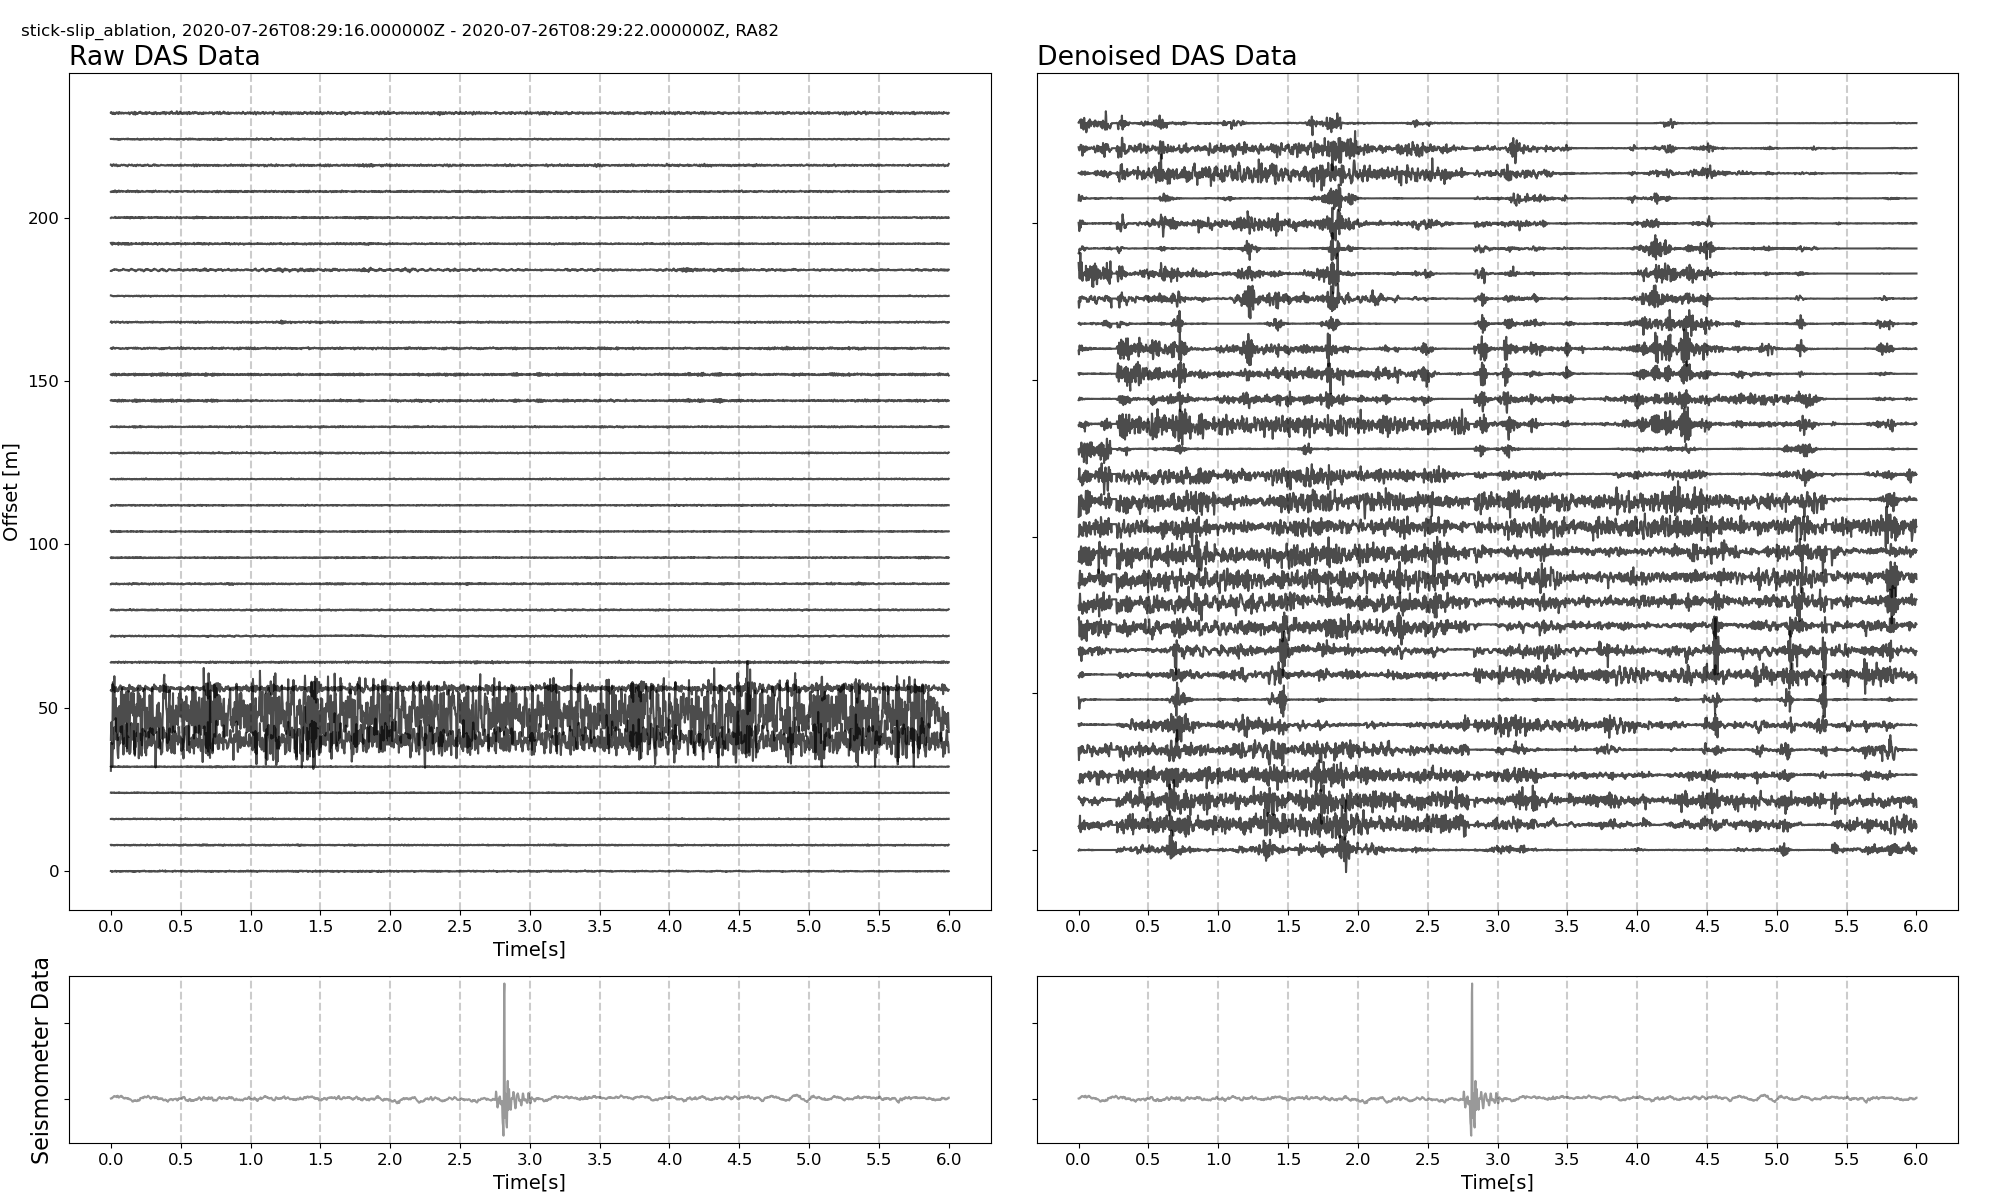 stick-slip_ablation, 2020-07-26T08:29:16.000000Z - 2020-07-26T08:29:22.000000Z, RA82
Raw DAS Data
Denoised DAS Data
Offset [m]
200
150
100
50
0
0.0 0.5 1.0 1.5 2.0 2.5 3.0 3.5 4.0 4.5 5.0 5.5 6.0
Time[s]
0.0 0.5 1.0 1.5 2.0 2.5 3.0 3.5 4.0 4.5 5.0 5.5 6.0
Seismometer Data
0.0 0.5 1.0 1.5 2.0 2.5 3.0 3.5 4.0 4.5 5.0 5.5 6.0
Time[s]
0.0 0.5 1.0 1.5 2.0 2.5 3.0 3.5 4.0 4.5 5.0 5.5 6.0
Time[s]